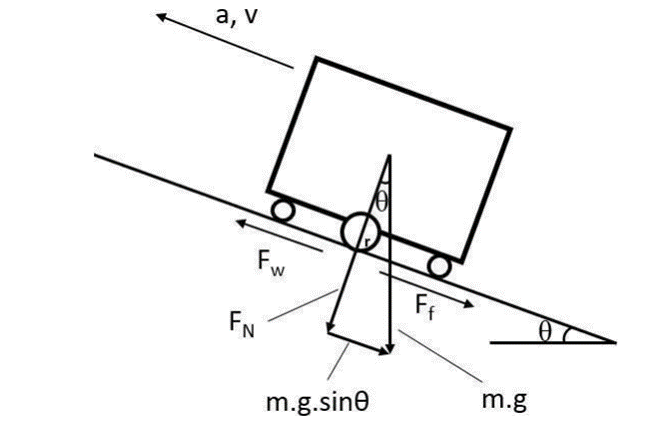 a, v
θ
r
F_w
F_f
F_N
θ
m.g.sinθ
m.g